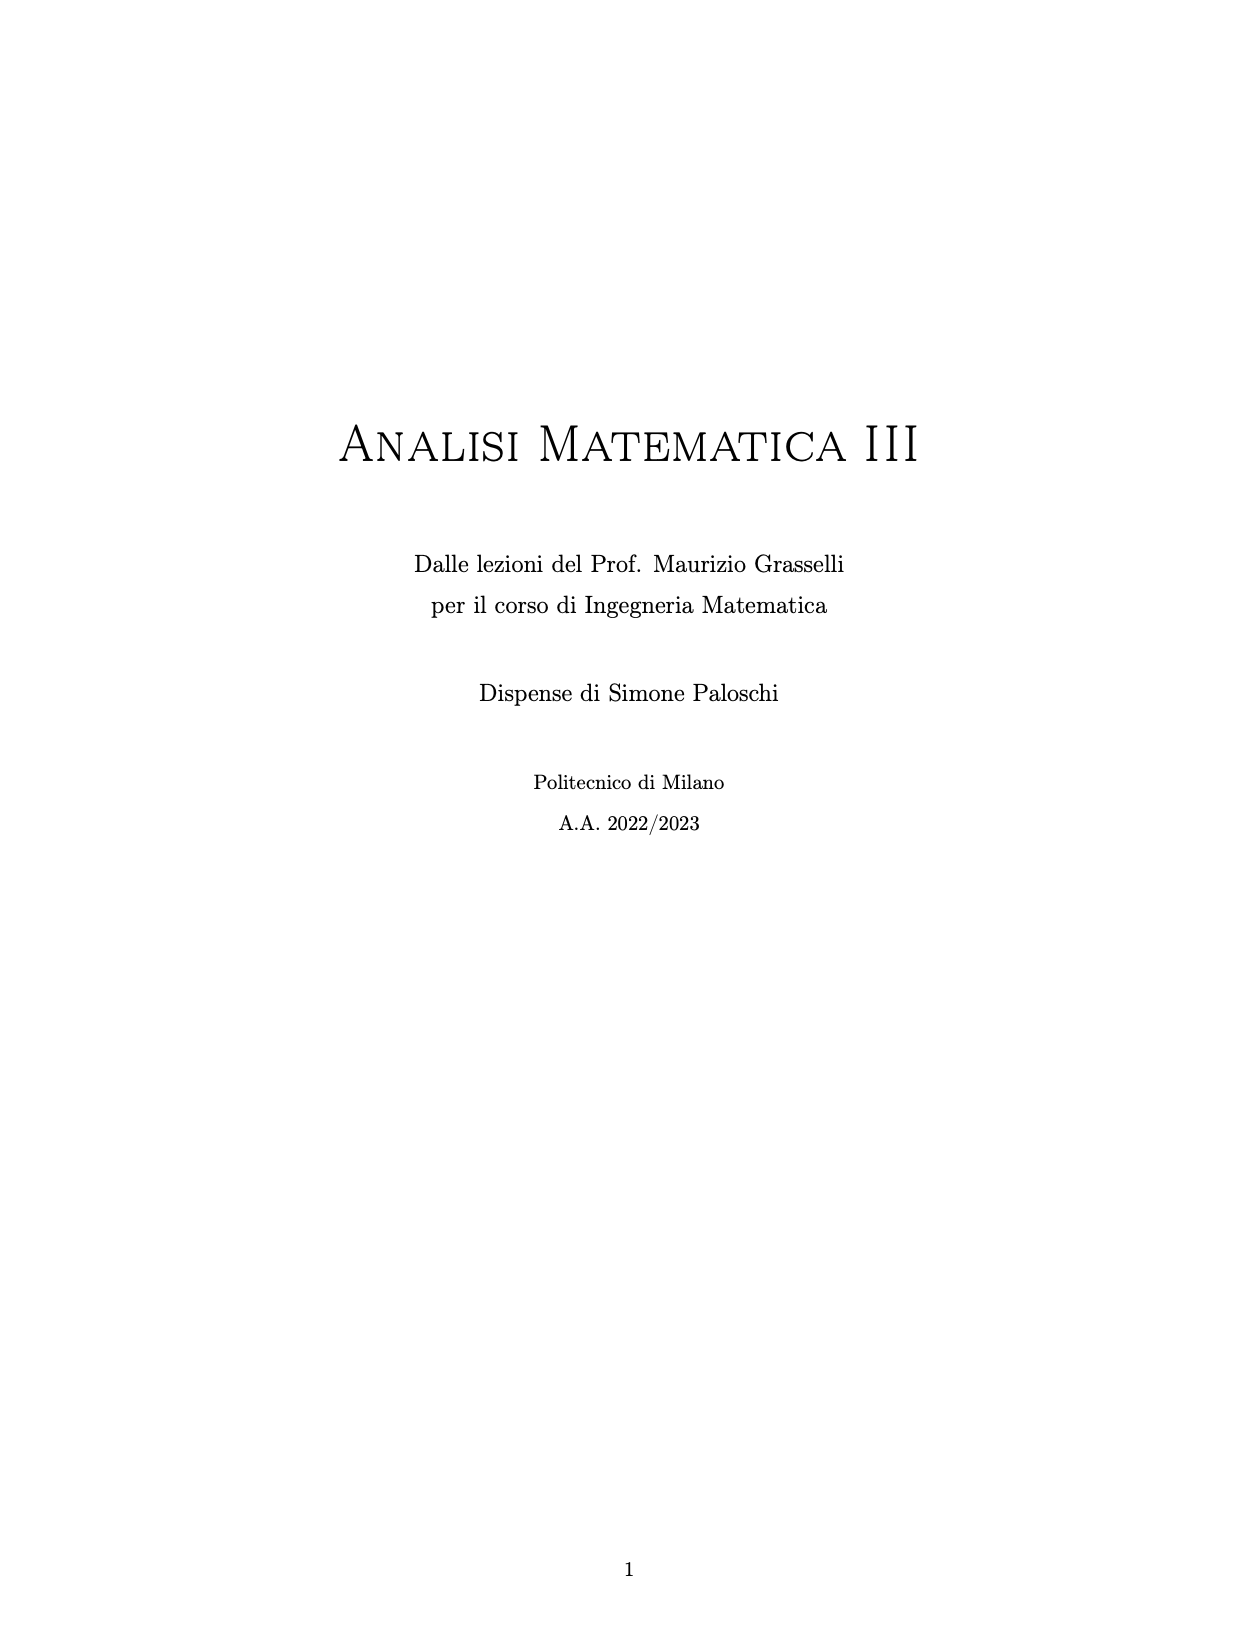 Analisi Matematica III
Dalle lezioni del Prof. Maurizio Grasselli
per il corso di Ingegneria Matematica
Dispense di Simone Paloschi
Politecnico di Milano
A.A. 2022/2023
1